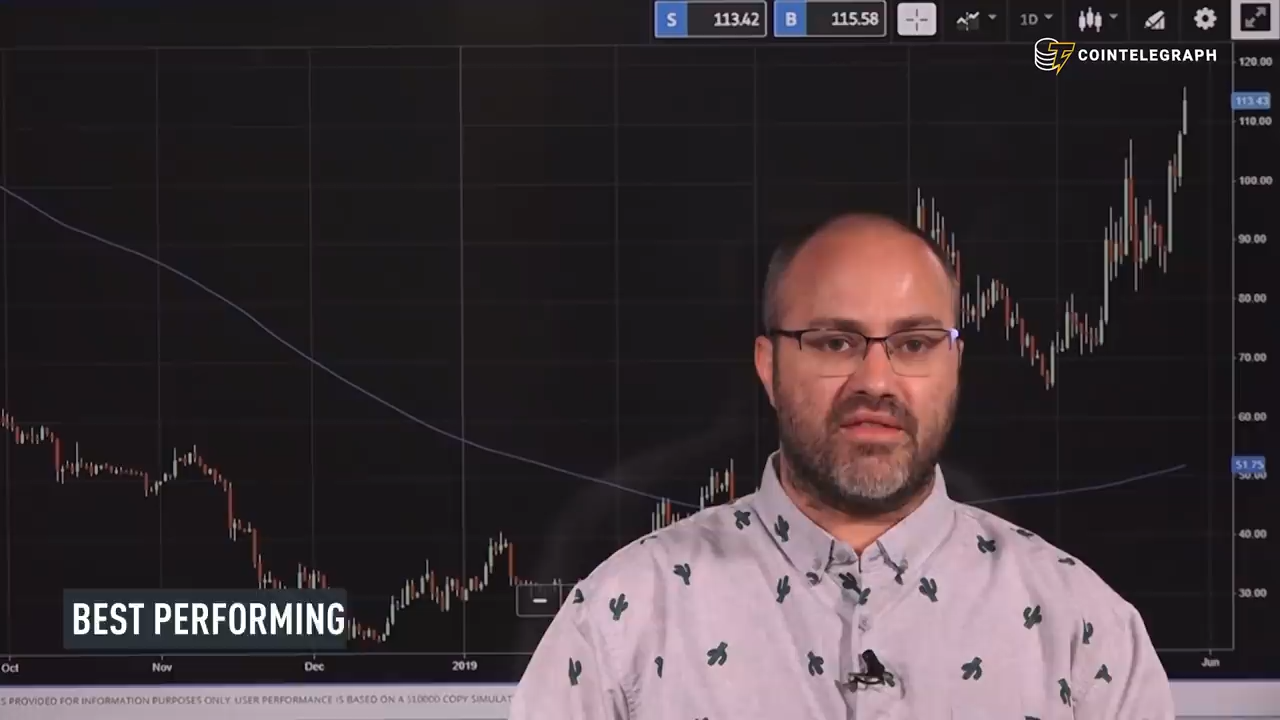 S 113.42 B 115.58 1D
COINTELEGRAPH
120.00
113.43
110.00
100.00
90.00
80.00
70.00
60.00
51.75
50.00
40.00
30.00
BEST PERFORMING
Oct Nov Dec 2019 Jun
S PROVIDED FOR INFORMATION PURPOSES ONLY. USER PERFORMANCE IS BASED ON A $10000 COPY SIMULAT